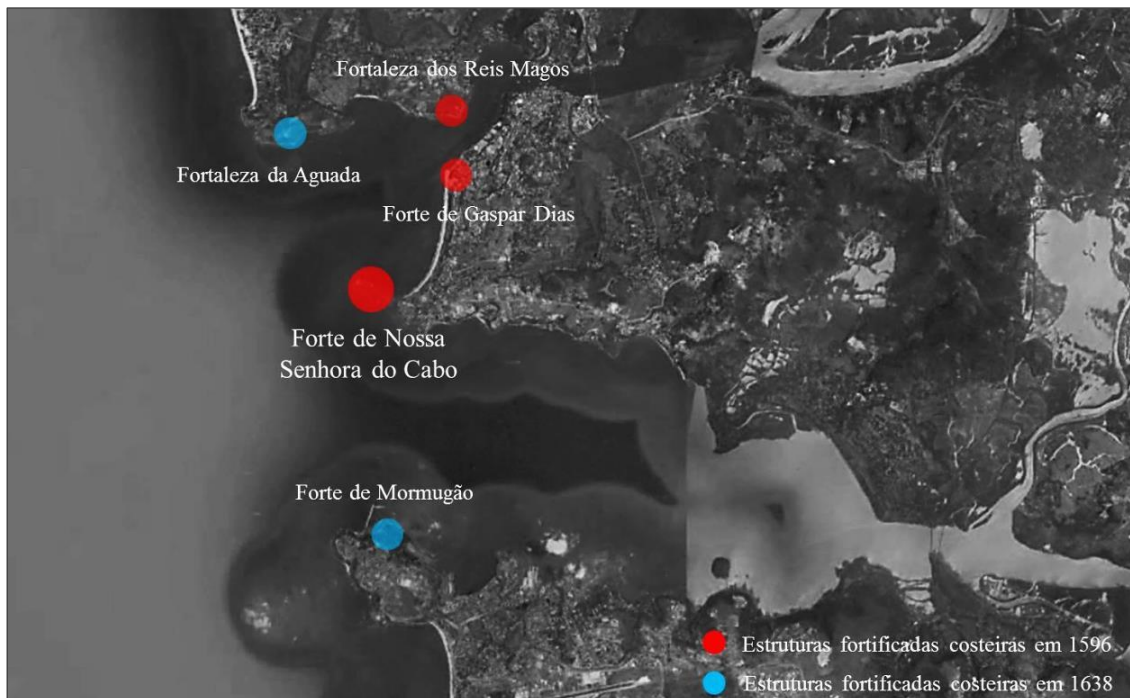 Fortaleza dos Reis Magos
Fortaleza da Aguada
Forte de Gaspar Dias
Forte de Nossa
Senhora do Cabo
Forte de Mormugão
Estruturas fortificadas costeiras em 1596
Estruturas fortificadas costeiras em 1638